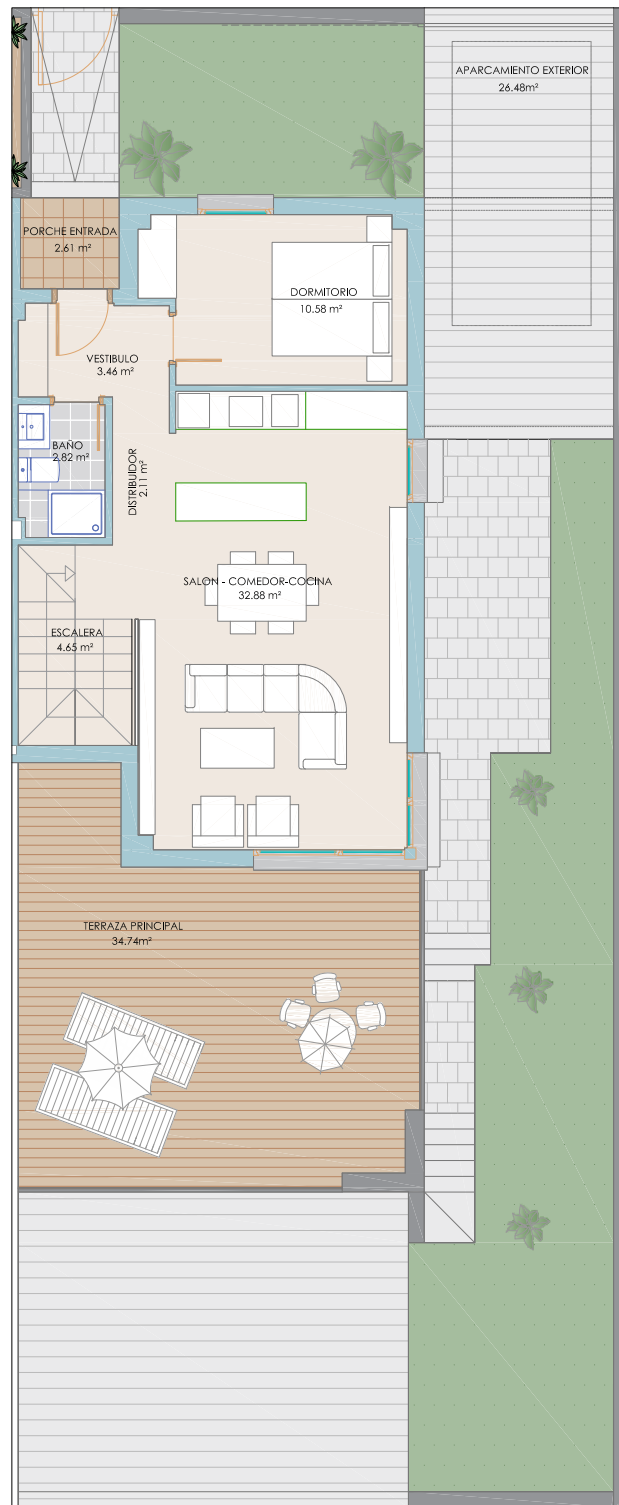 APARCAMIENTO EXTERIOR
26.48m²
PORCHE ENTRADA
2.61 m²
DORMITORIO
10.58 m²
VESTIBULO
3.46 m²
BAÑO
2.82 m²
DISTRIBUIDOR
2.11 m²
SALON - COMEDOR-COCINA
32.88 m²
ESCALERA
4.65 m²
TERRAZA PRINCIPAL
34.74m²